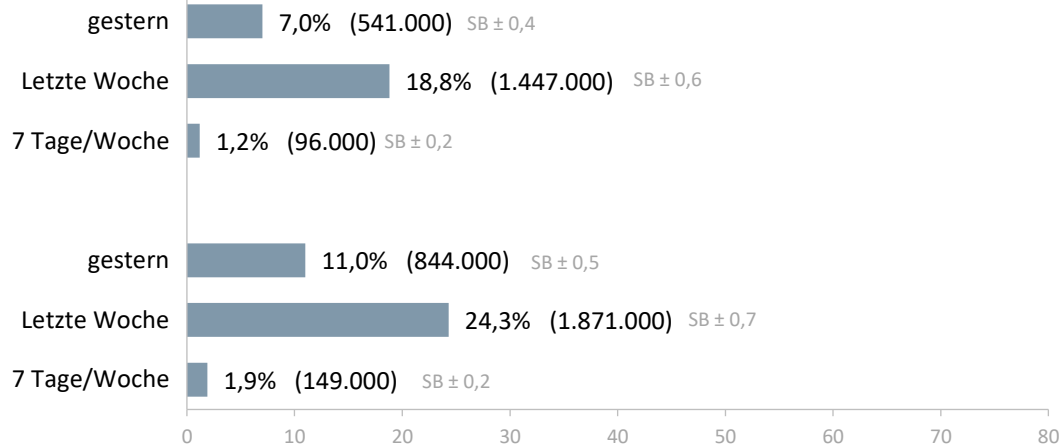 gestern 7,0% (541.000) SB ± 0,4
Letzte Woche 18,8% (1.447.000) SB ± 0,6
7 Tage/Woche 1,2% (96.000) SB ± 0,2
gestern 11,0% (844.000) SB ± 0,5
Letzte Woche 24,3% (1.871.000) SB ± 0,7
7 Tage/Woche 1,9% (149.000) SB ± 0,2
0 10 20 30 40 50 60 70 80